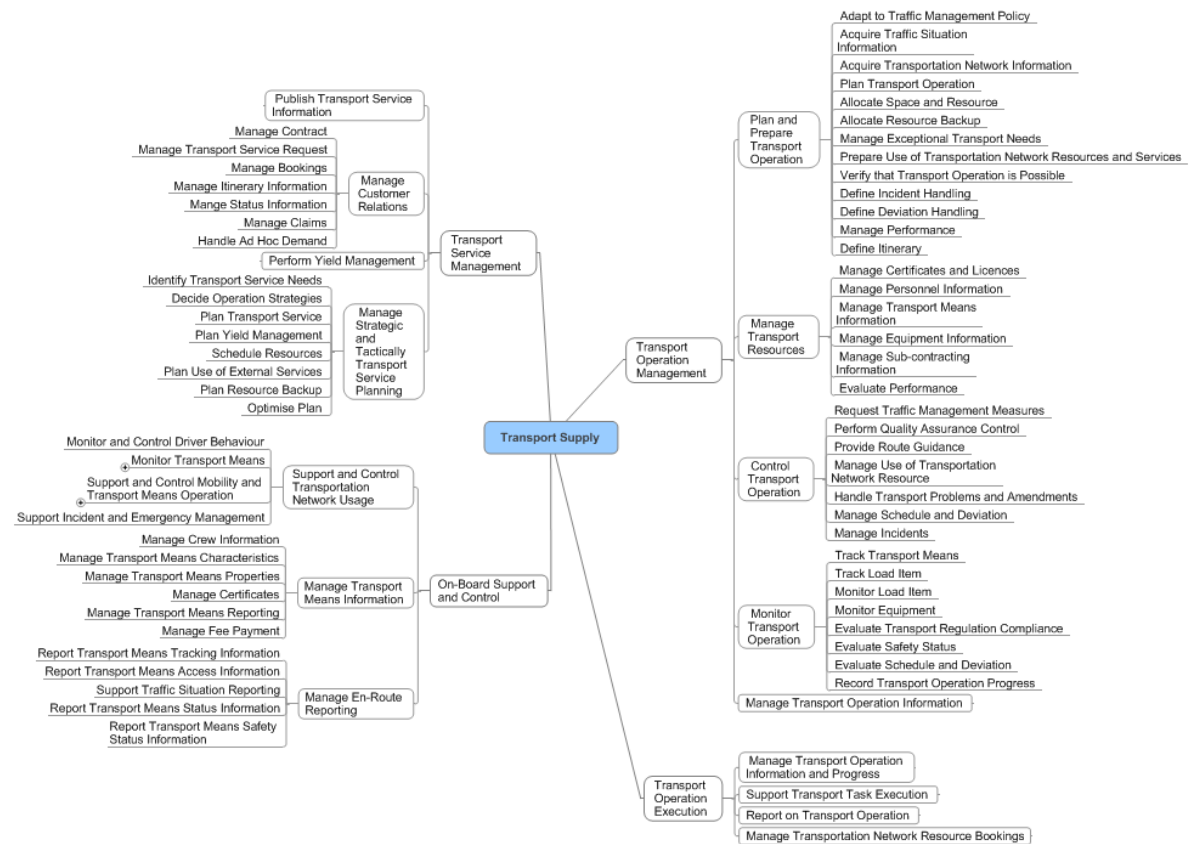 Transport Supply
Transport
Service
Management
Publish Transport Service
Information
Manage
Customer
Relations
Manage Contract
Manage Transport Service Request
Manage Bookings
Manage Itinerary Information
Mange Status Information
Manage Claims
Handle Ad Hoc Demand
Perform Yield Management
Manage
Strategic
and
Tactically
Transport
Service
Planning
Identify Transport Service Needs
Decide Operation Strategies
Plan Transport Service
Plan Yield Management
Schedule Resources
Plan Use of External Services
Plan Resource Backup
Optimise Plan
On-Board Support
and Control
Support and Control
Transportation
Network Usage
Monitor and Control Driver Behaviour
Monitor Transport Means
Support and Control Mobility and
Transport Means Operation
Support Incident and Emergency Management
Manage Transport
Means Information
Manage Crew Information
Manage Transport Means Characteristics
Manage Transport Means Properties
Manage Certificates
Manage Transport Means Reporting
Manage Fee Payment
Manage En-Route
Reporting
Report Transport Means Tracking Information
Report Transport Means Access Information
Support Traffic Situation Reporting
Report Transport Means Status Information
Report Transport Means Safety
Status Information
Transport
Operation
Management
Plan and
Prepare
Transport
Operation
Adapt to Traffic Management Policy
Acquire Traffic Situation
Information
Acquire Transportation Network Information
Plan Transport Operation
Allocate Space and Resource
Allocate Resource Backup
Manage Exceptional Transport Needs
Prepare Use of Transportation Network Resources and Services
Verify that Transport Operation is Possible
Define Incident Handling
Define Deviation Handling
Manage Performance
Define Itinerary
Manage
Transport
Resources
Manage Certificates and Licences
Manage Personnel Information
Manage Transport Means
Information
Manage Equipment Information
Manage Sub-contracting
Information
Evaluate Performance
Control
Transport
Operation
Request Traffic Management Measures
Perform Quality Assurance Control
Provide Route Guidance
Manage Use of Transportation
Network Resource
Handle Transport Problems and Amendments
Manage Schedule and Deviation
Manage Incidents
Monitor
Transport
Operation
Track Transport Means
Track Load Item
Monitor Load Item
Monitor Equipment
Evaluate Transport Regulation Compliance
Evaluate Safety Status
Evaluate Schedule and Deviation
Record Transport Operation Progress
Manage Transport Operation Information
Transport
Operation
Execution
Manage Transport Operation
Information and Progress
Support Transport Task Execution
Report on Transport Operation
Manage Transportation Network Resource Bookings